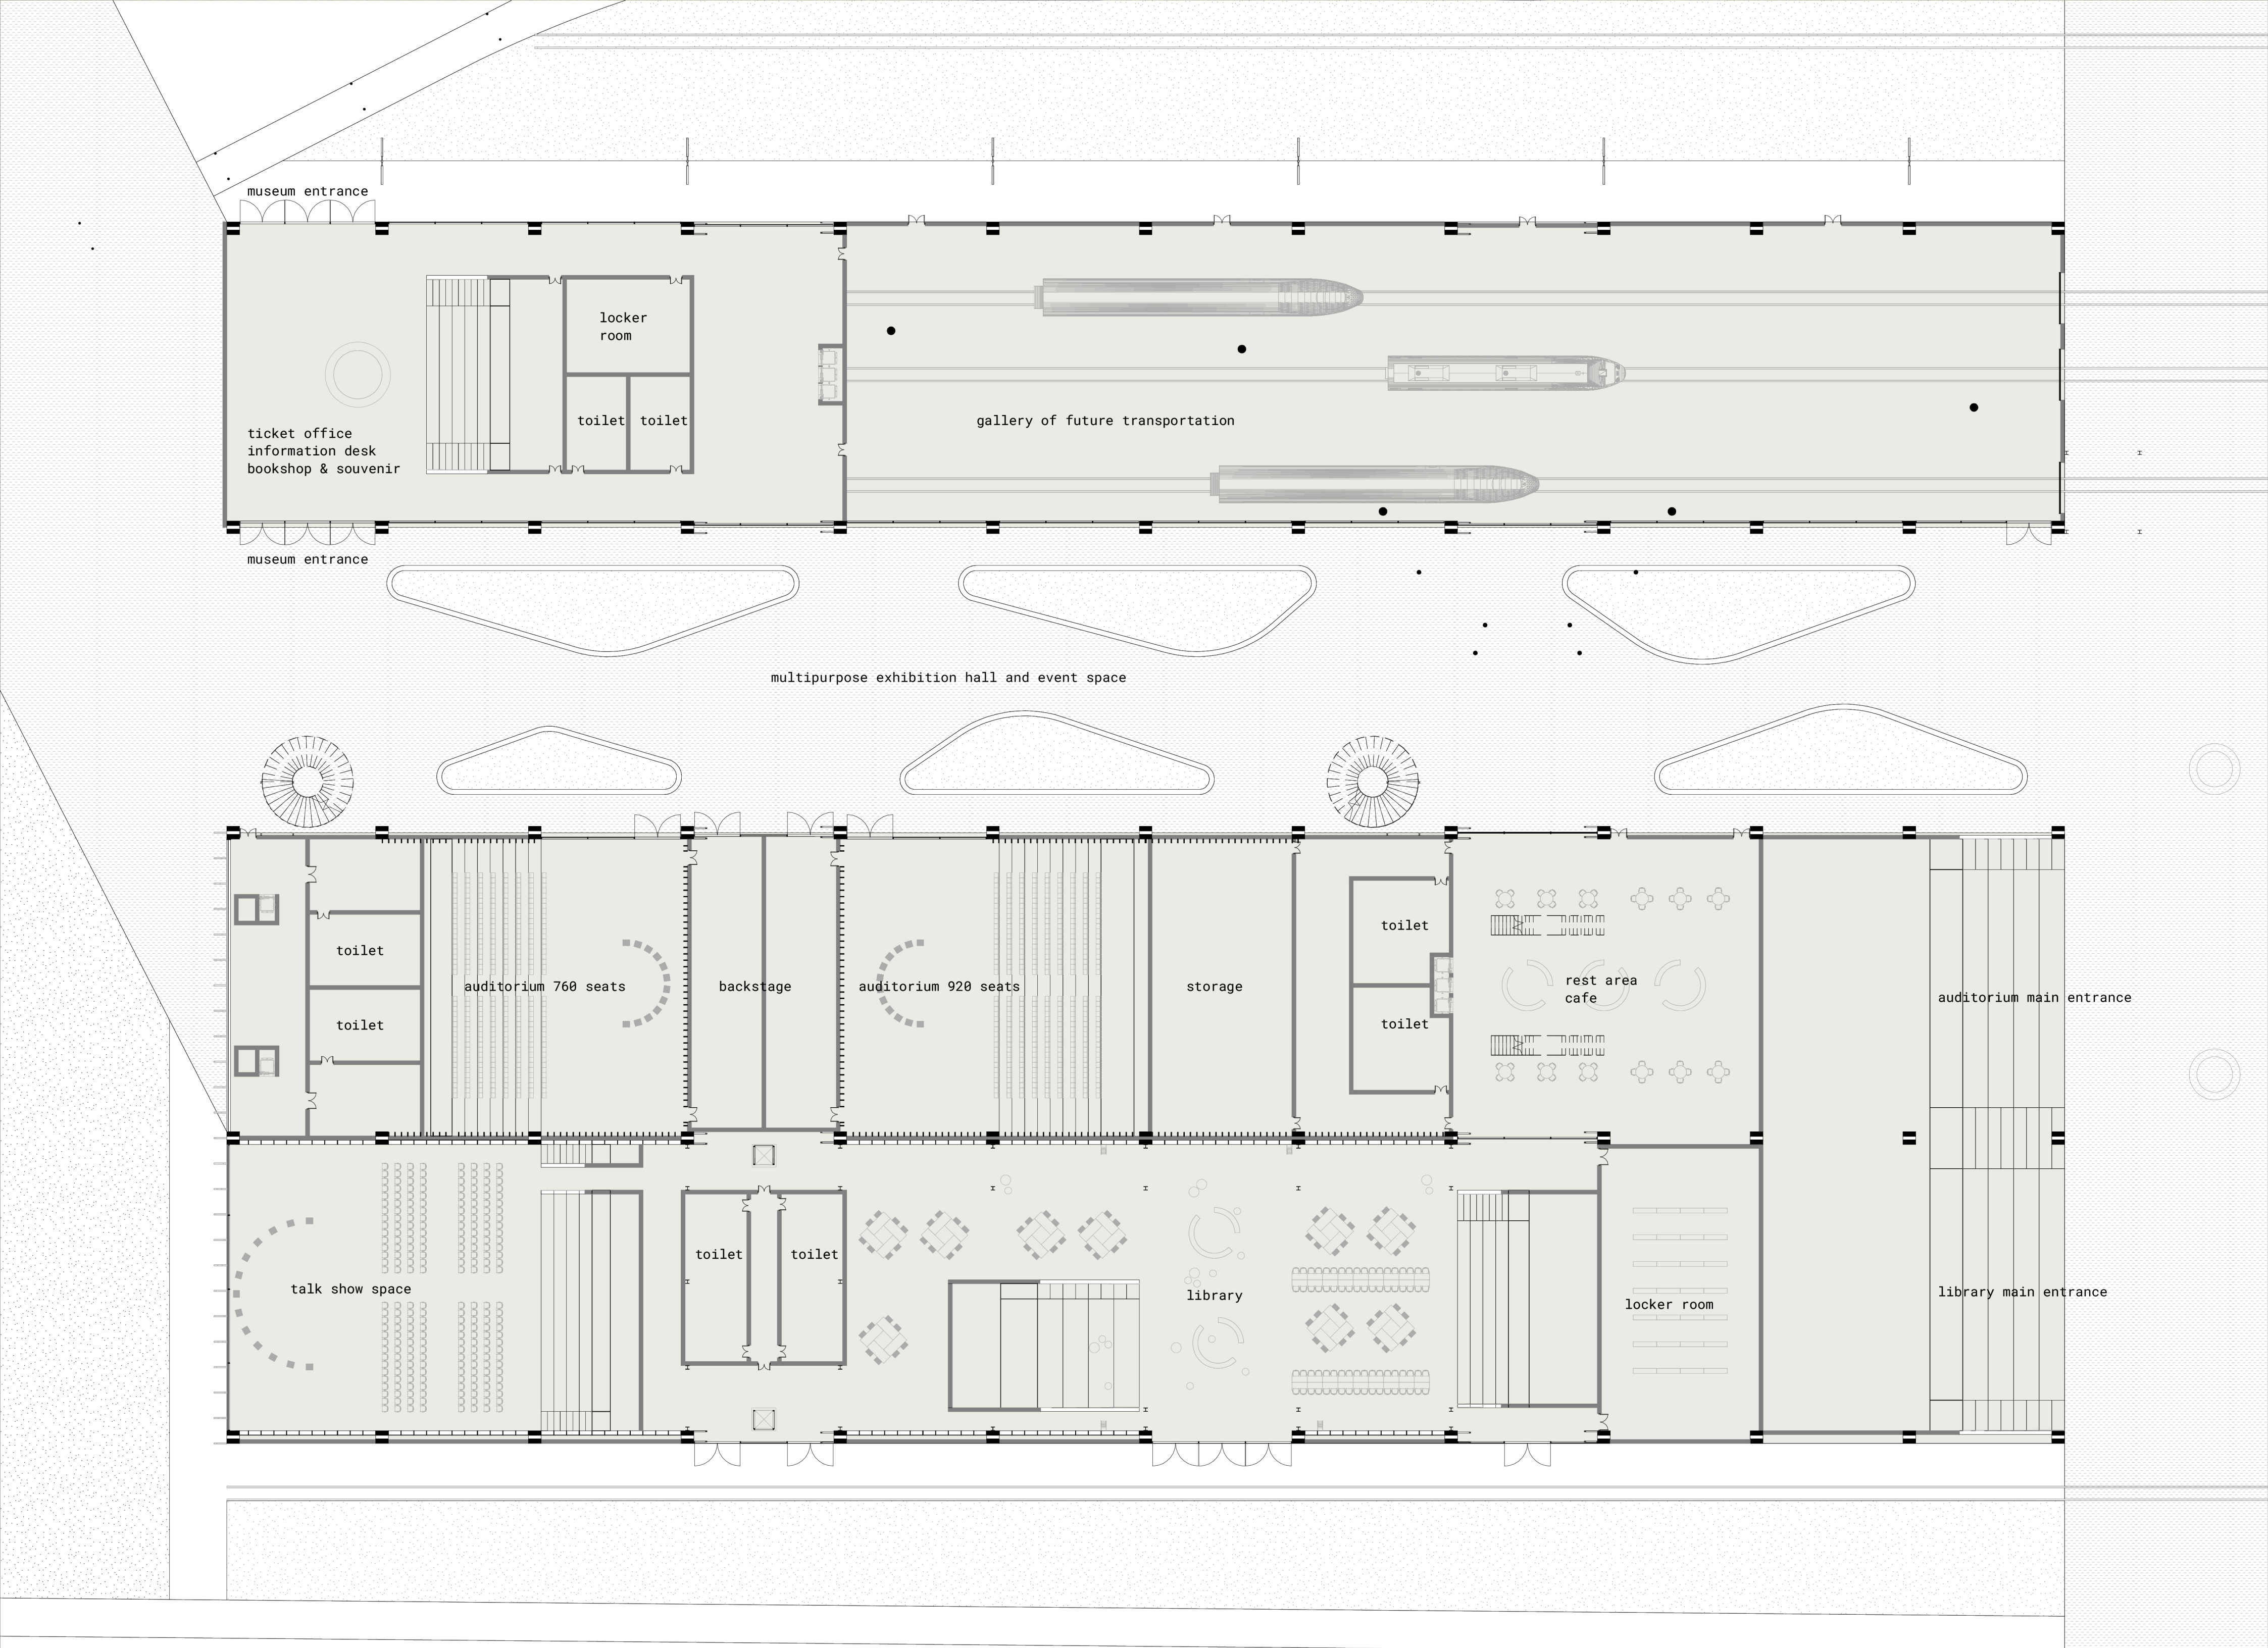 museum entrance
locker
room
toilet
toilet
gallery of future transportation
ticket office
information desk
bookshop & souvenir
museum entrance
multipurpose exhibition hall and event space
toilet
toilet
auditorium 760 seats
backstage
auditorium 920 seats
storage
toilet
toilet
rest area
cafe
auditorium main entrance
talk show space
toilet
toilet
library
locker room
library main entrance